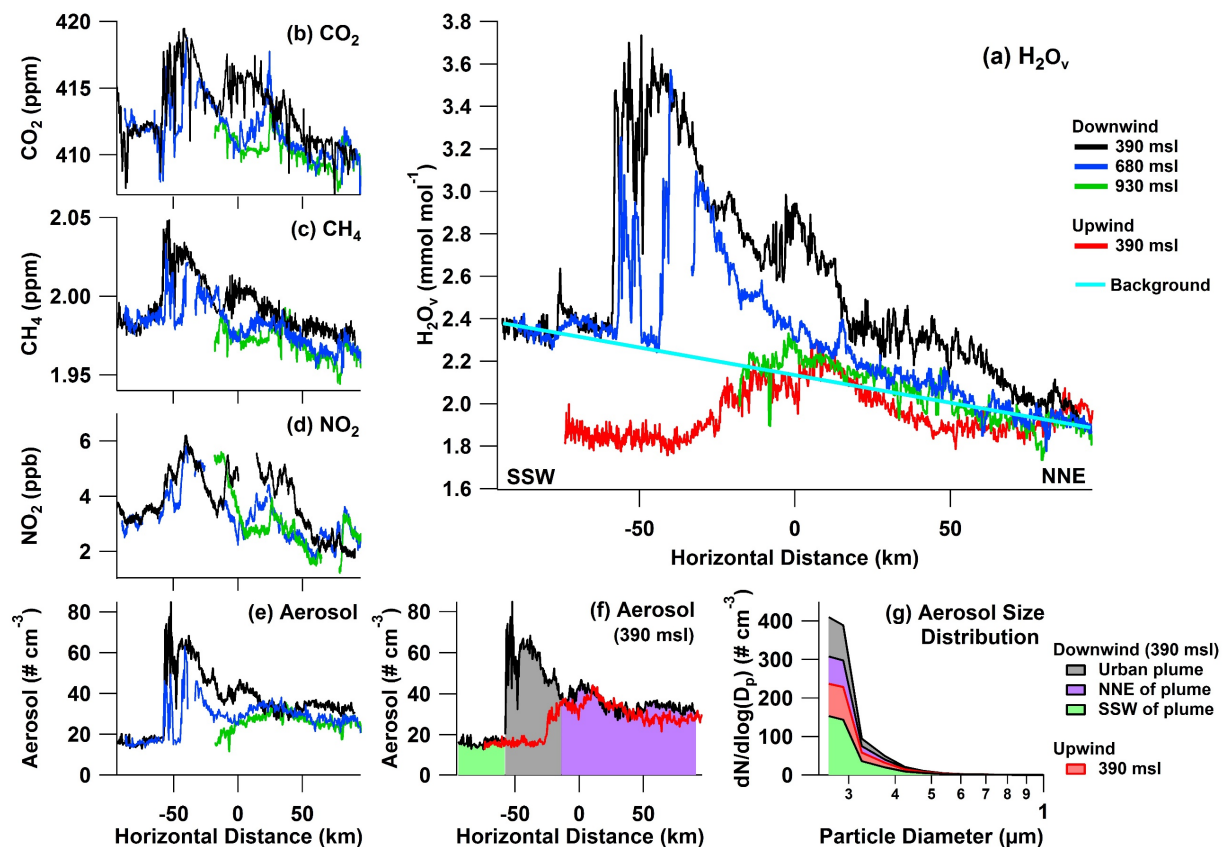 (b) CO2
420
415
410
CO2 (ppm)
(c) CH4
2.05
2.00
1.95
CH4 (ppm)
(d) NO2
6
4
2
NO2 (ppb)
(e) Aerosol
80
60
40
20
0
Aerosol (# cm-3)
-50 0 50
Horizontal Distance (km)
(a) H2Ov
3.8
3.6
3.4
3.2
3.0
2.8
2.6
2.4
2.2
2.0
1.8
1.6
H2Ov (mmol mol-1)
SSW NNE
-50 0 50
Horizontal Distance (km)
Downwind
390 msl
680 msl
930 msl
Upwind
390 msl
Background
(f) Aerosol
(390 msl)
80
60
40
20
0
Aerosol (# cm-3)
-50 0 50
Horizontal Distance (km)
(g) Aerosol Size
Distribution
400
300
200
100
0
dN/dlog(Dp) (# cm-3)
3 4 5 6 7 8 9 1
Particle Diameter (µm)
Downwind (390 msl)
Urban plume
NNE of plume
SSW of plume
Upwind
390 msl